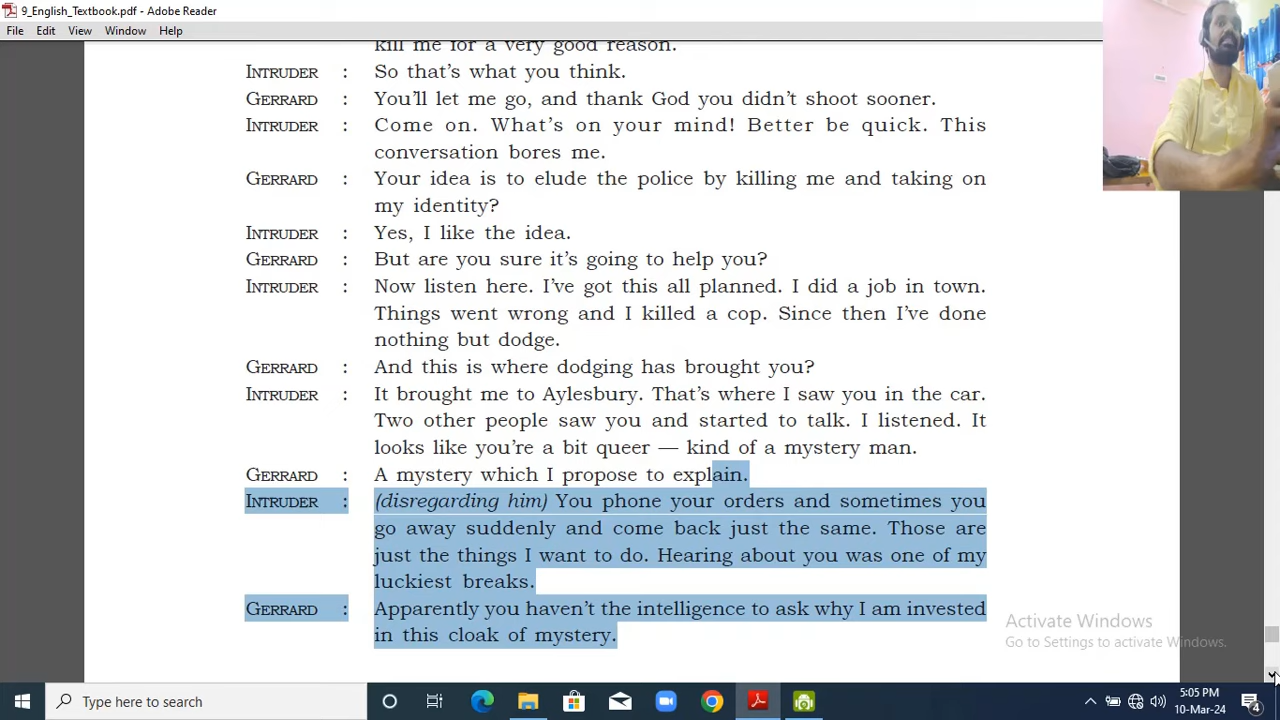 9_English_Textbook.pdf - Adobe Reader
File Edit View Window Help
kill me for a very good reason.
INTRUDER : So that's what you think.
GERRARD : You'll let me go, and thank God you didn't shoot sooner.
INTRUDER : Come on. What's on your mind! Better be quick. This
conversation bores me.
GERRARD : Your idea is to elude the police by killing me and taking on
my identity?
INTRUDER : Yes, I like the idea.
GERRARD : But are you sure it's going to help you?
INTRUDER : Now listen here. I've got this all planned. I did a job in town.
Things went wrong and I killed a cop. Since then I've done
nothing but dodge.
GERRARD : And this is where dodging has brought you?
INTRUDER : It brought me to Aylesbury. That's where I saw you in the car.
Two other people saw you and started to talk. I listened. It
looks like you're a bit queer — kind of a mystery man.
GERRARD : A mystery which I propose to explain.
INTRUDER : (disregarding him) You phone your orders and sometimes you
go away suddenly and come back just the same. Those are
just the things I want to do. Hearing about you was one of my
luckiest breaks.
GERRARD : Apparently you haven't the intelligence to ask why I am invested
in this cloak of mystery.
Activate Windows
Go to Settings to activate Windows.
Type here to search
5:05 PM
10-Mar-24
4